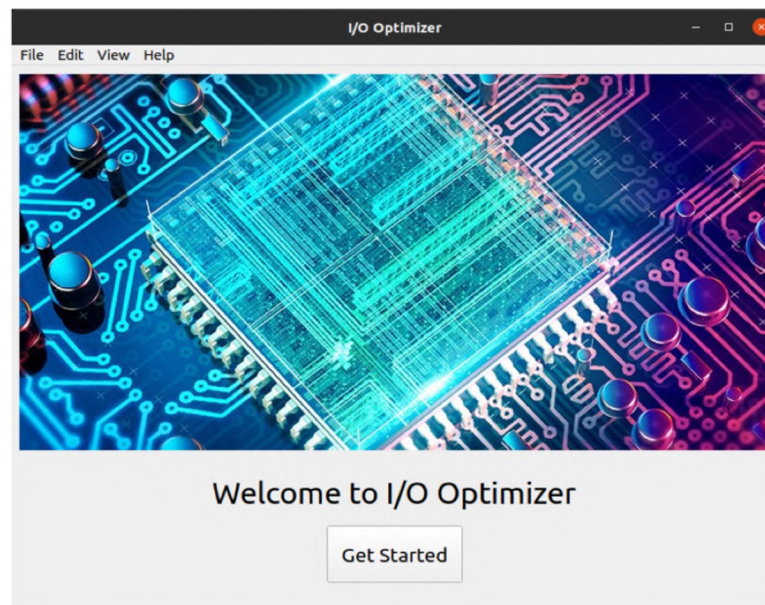 I/O Optimizer
File Edit View Help
Welcome to I/O Optimizer
Get Started